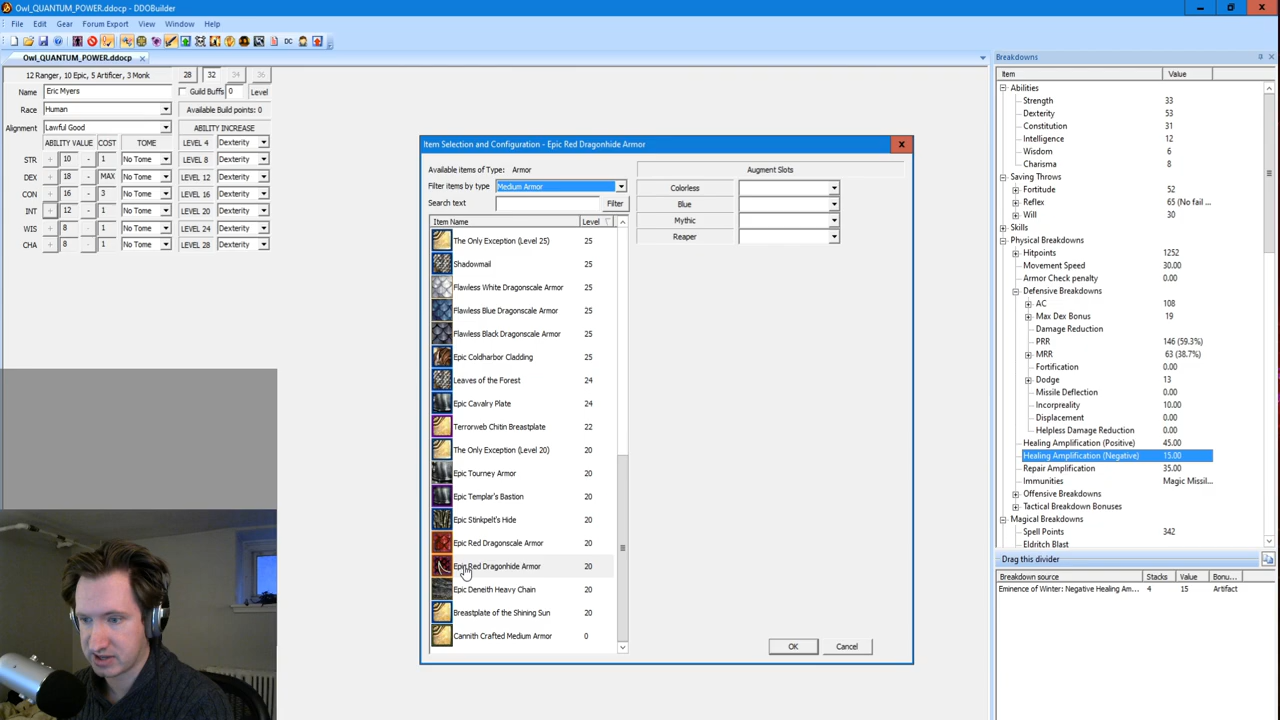 Owl_QUANTUM_POWER.ddocp - DDOBuilder
File Edit Gear Forum Export View Window Help
DC
Owl_QUANTUM_POWER.ddocp
12 Ranger, 10 Epic, 5 Artificer, 3 Monk
28 32 34 36
Name Eric Myers
Guild Buffs 0 Level
Race Human
Available Build points: 0
Alignment Lawful Good
ABILITY INCREASE
ABILITY VALUE COST TOME
LEVEL 4 Dexterity
STR + 10 - 1 No Tome LEVEL 8 Dexterity
DEX + 18 - MAX No Tome LEVEL 12 Dexterity
CON + 16 - 3 No Tome LEVEL 16 Dexterity
INT + 12 - 1 No Tome LEVEL 20 Dexterity
WIS + 8 - 1 No Tome LEVEL 24 Dexterity
CHA + 8 - 1 No Tome LEVEL 28 Dexterity
Item Selection and Configuration - Epic Red Dragonhide Armor
Available items of Type: Armor
Filter items by type Medium Armor
Search text Filter
Item Name Level
The Only Exception (Level 25) 25
Shadowmail 25
Flawless White Dragonscale Armor 25
Flawless Blue Dragonscale Armor 25
Flawless Black Dragonscale Armor 25
Epic Coldharbor Cladding 25
Leaves of the Forest 24
Epic Cavalry Plate 24
Terrorweb Chitin Breastplate 22
The Only Exception (Level 20) 20
Epic Tourney Armor 20
Epic Templar's Bastion 20
Epic Stinkpelt's Hide 20
Epic Red Dragonscale Armor 20
Epic Red Dragonhide Armor 20
Epic Deneith Heavy Chain 20
Breastplate of the Shining Sun 20
Cannith Crafted Medium Armor 0
Augment Slots
Colorless
Blue
Mythic
Reaper
OK Cancel
Breakdowns
Item Value
Abilities
Strength 33
Dexterity 53
Constitution 31
Intelligence 12
Wisdom 6
Charisma 8
Saving Throws
Fortitude 52
Reflex 65 (No fail ...
Will 30
Skills
Physical Breakdowns
Hitpoints 1252
Movement Speed 30.00
Armor Check penalty 0.00
Defensive Breakdowns
AC 108
Max Dex Bonus 19
Damage Reduction
PRR 146 (59.3%)
MRR 63 (38.7%)
Fortification 0.00
Dodge 13
Missile Deflection 0.00
Incorporeality 10.00
Displacement 0.00
Helpless Damage Reduction 0.00
Healing Amplification (Positive) 45.00
Healing Amplification (Negative) 15.00
Repair Amplification 35.00
Immunities Magic Missil...
Offensive Breakdowns
Tactical Breakdown Bonuses
Magical Breakdowns
Spell Points 342
Eldritch Blast
Drag this divider
Breakdown source Stacks Value Bonu...
Eminence of Winter: Negative Healing Am... 4 15 Artifact